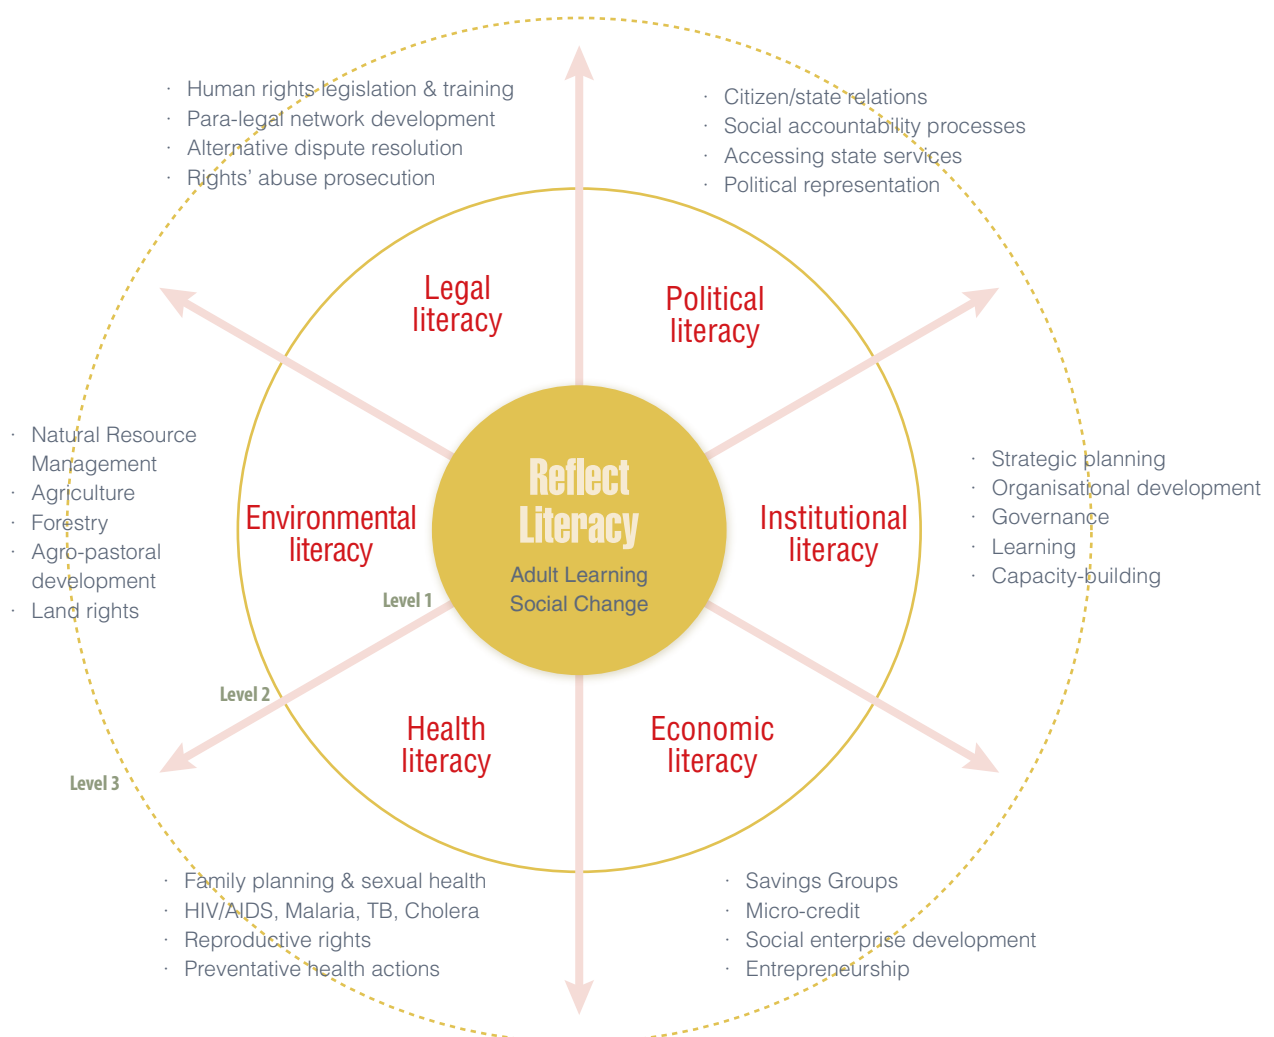 · Human rights legislation & training
· Para-legal network development
· Alternative dispute resolution
· Rights’ abuse prosecution
· Citizen/state relations
· Social accountability processes
· Accessing state services
· Political representation
Legal
literacy
Political
literacy
· Natural Resource
Management
· Agriculture
· Forestry
· Agro-pastoral
development
· Land rights
Environmental
literacy
Reflect
Literacy
Adult Learning
Social Change
Institutional
literacy
· Strategic planning
· Organisational development
· Governance
· Learning
· Capacity-building
Level 1
Level 2
Level 3
Health
literacy
Economic
literacy
· Family planning & sexual health
· HIV/AIDS, Malaria, TB, Cholera
· Reproductive rights
· Preventative health actions
· Savings Groups
· Micro-credit
· Social enterprise development
· Entrepreneurship